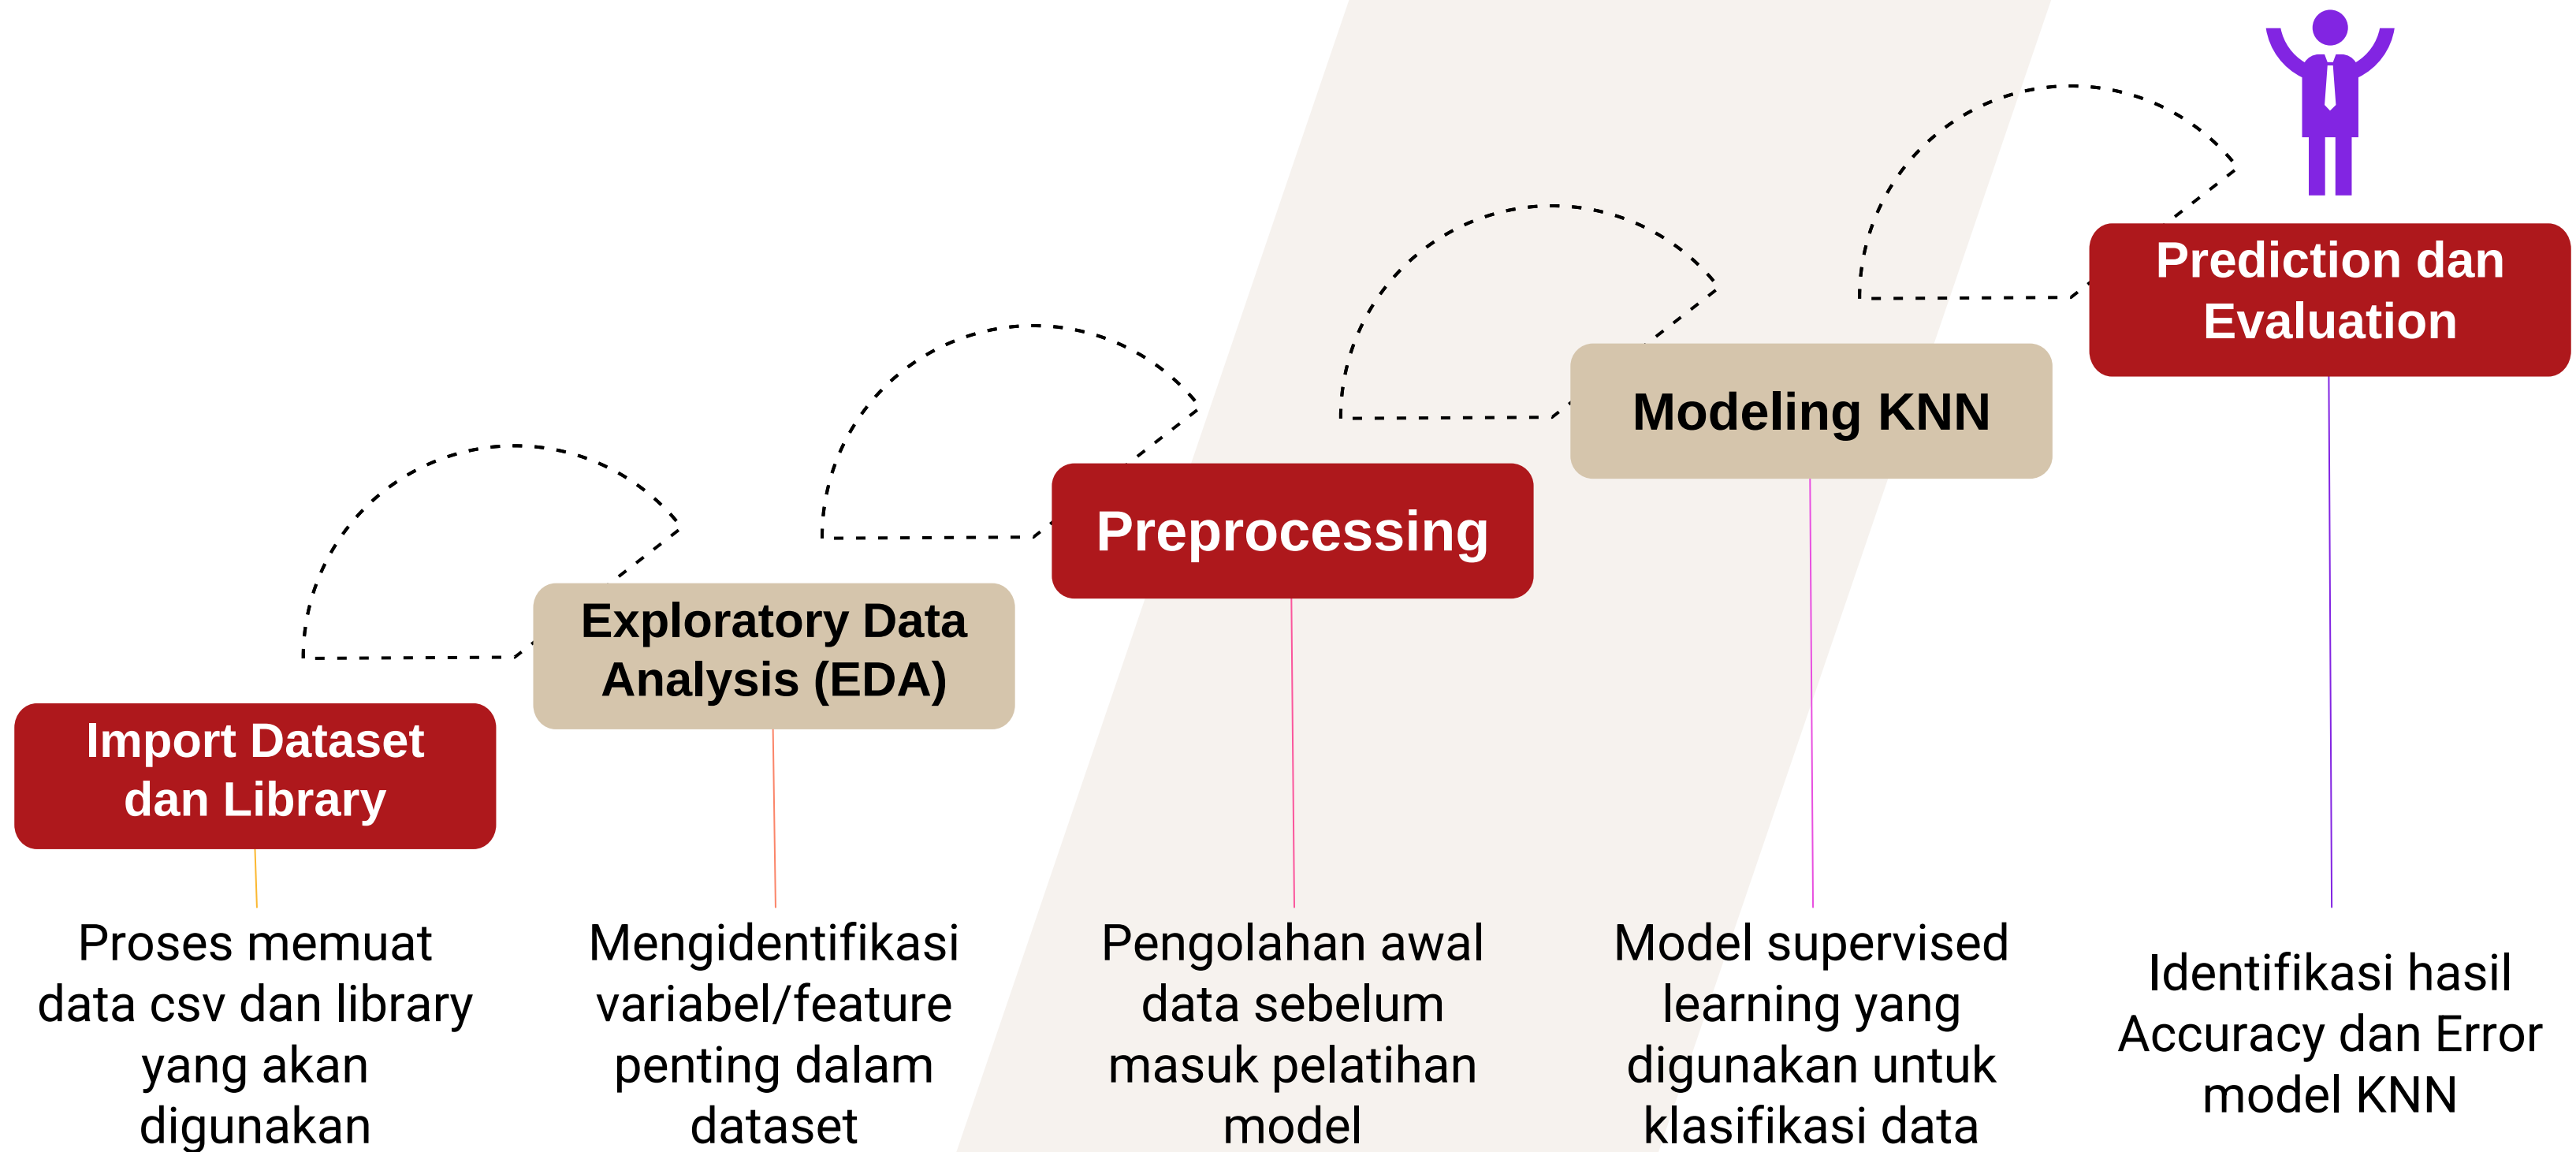 Import Dataset
dan Library
Proses memuat
data csv dan library
yang akan
digunakan
Exploratory Data
Analysis (EDA)
Mengidentifikasi
variabel/feature
penting dalam
dataset
Preprocessing
Pengolahan awal
data sebelum
masuk pelatihan
model
Modeling KNN
Model supervised
learning yang
digunakan untuk
klasifikasi data
Prediction dan
Evaluation
Identifikasi hasil
Accuracy dan Error
model KNN